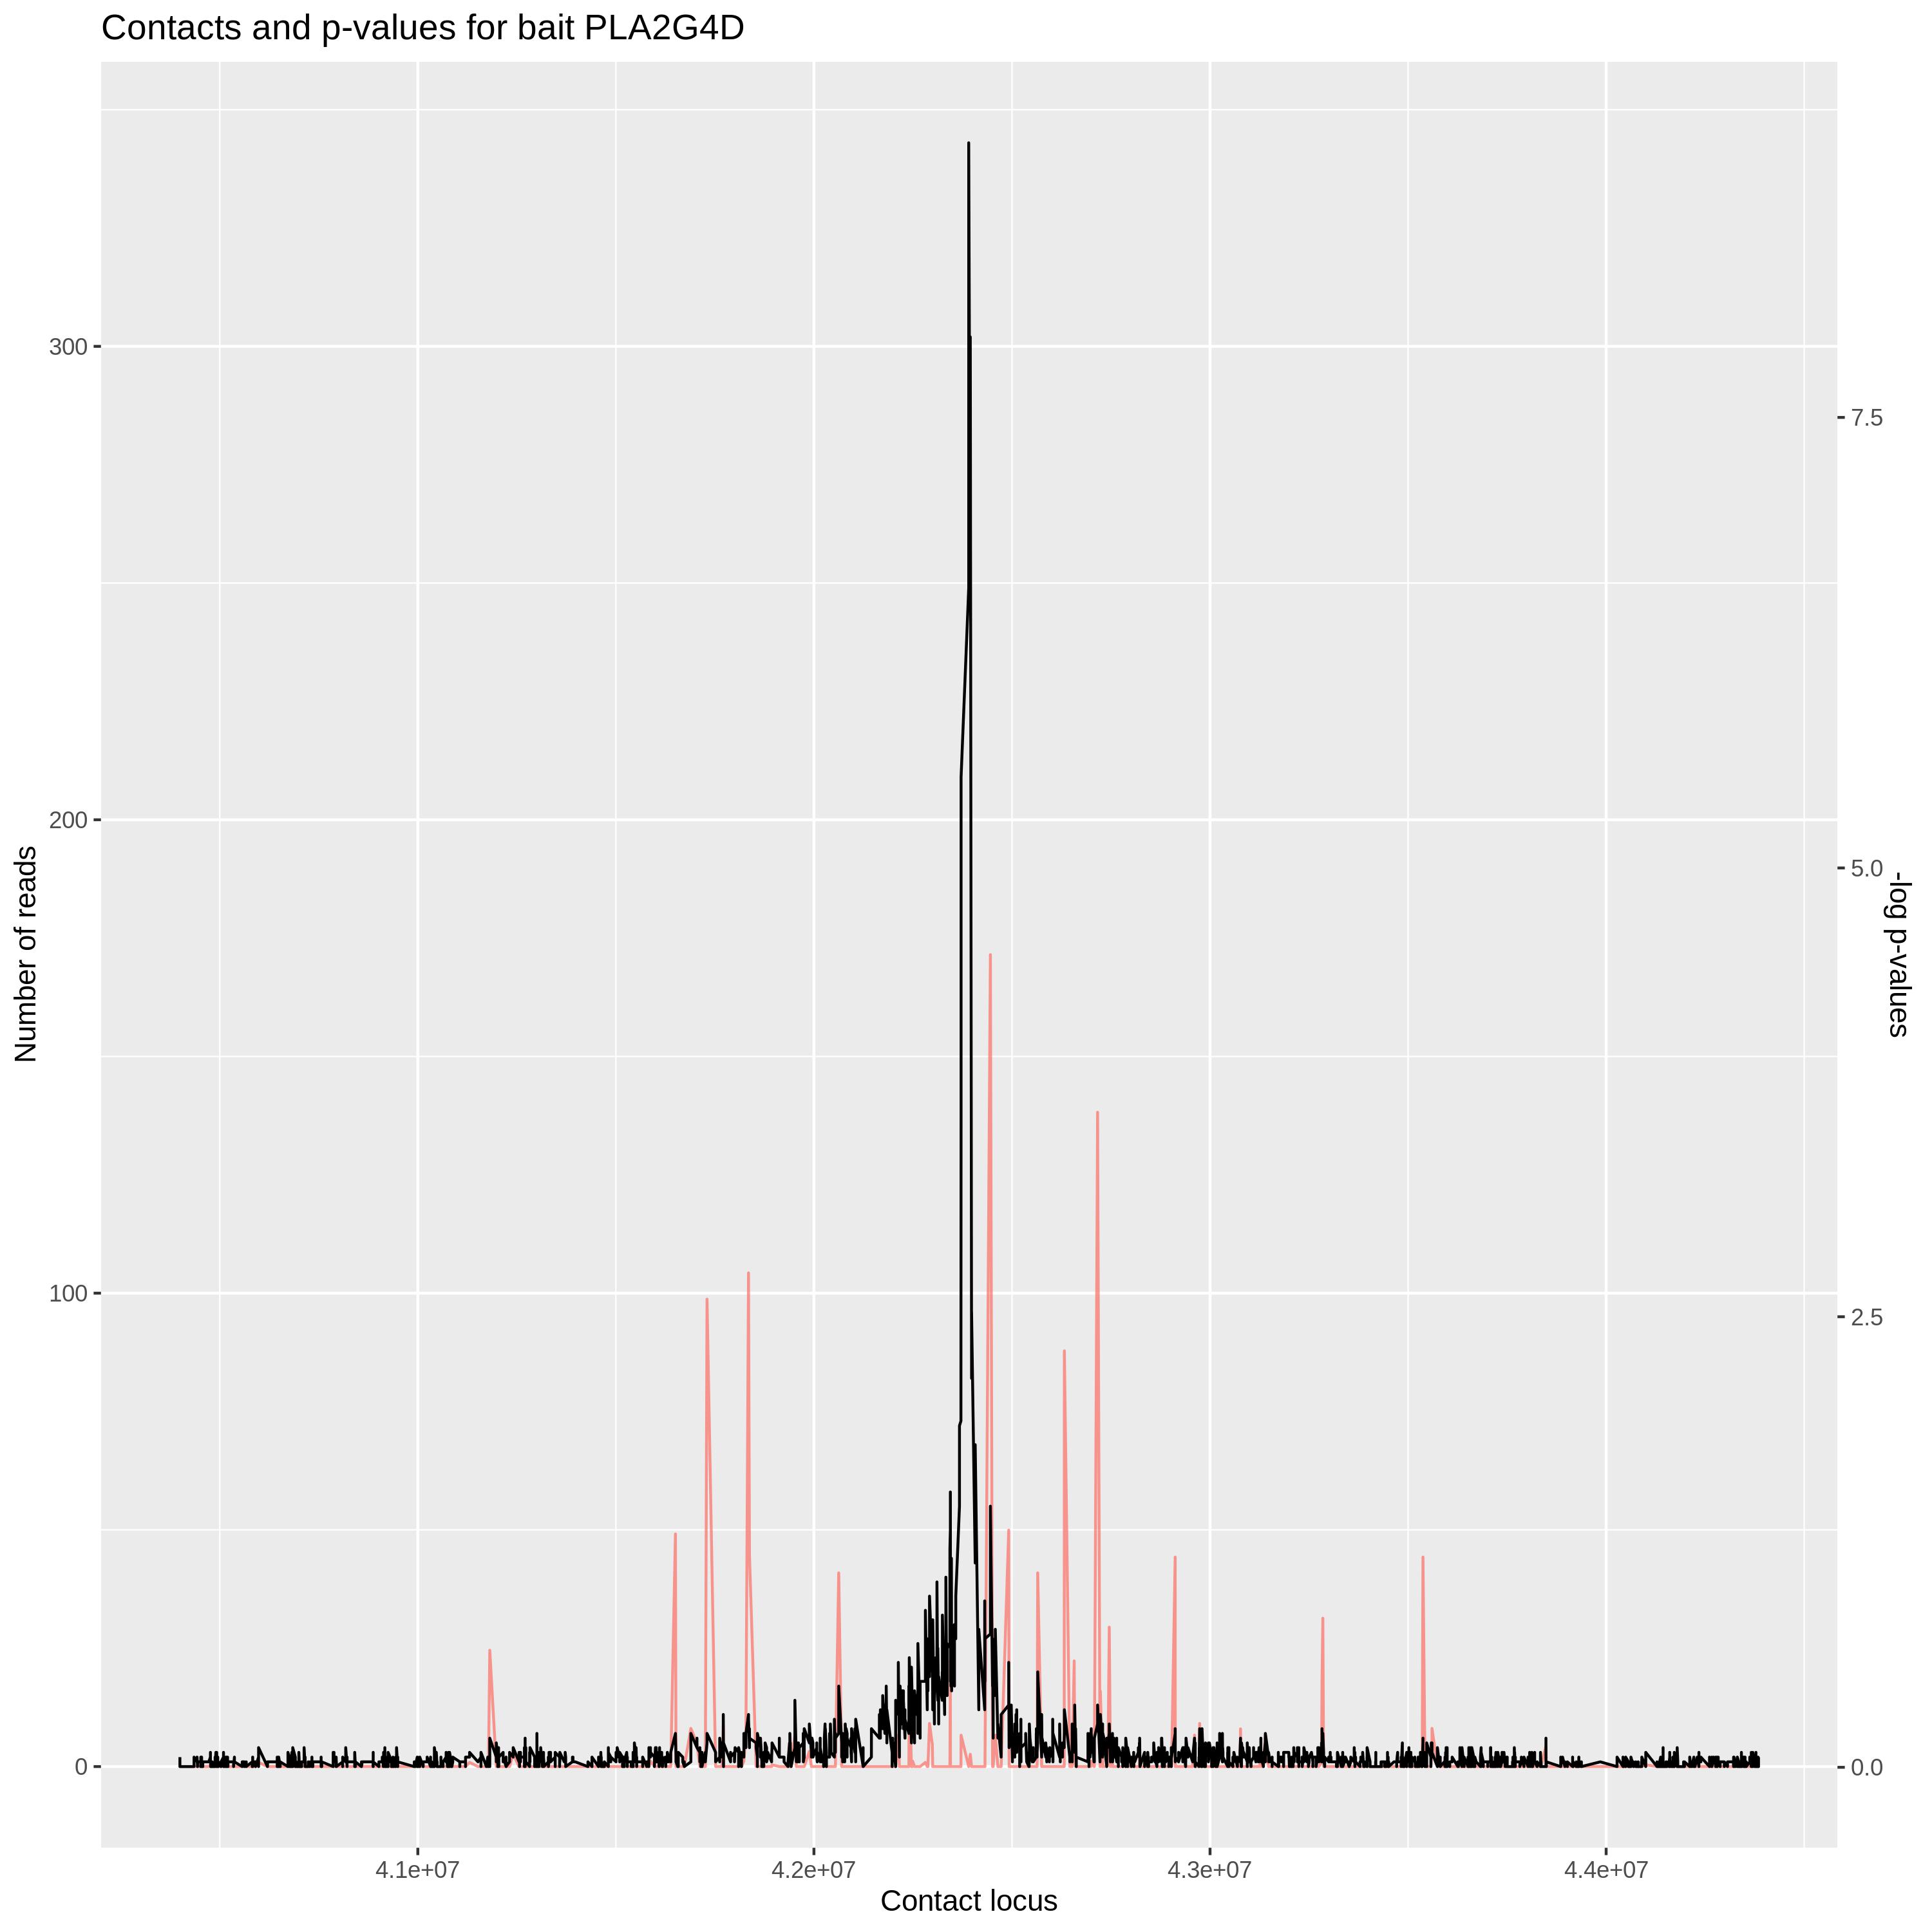 Contacts and p-values for bait PLA2G4D
Number of reads
300
200
100
0
7.5
5.0
2.5
0.0
-log p-values
4.1e+07
4.2e+07
4.3e+07
4.4e+07
Contact locus